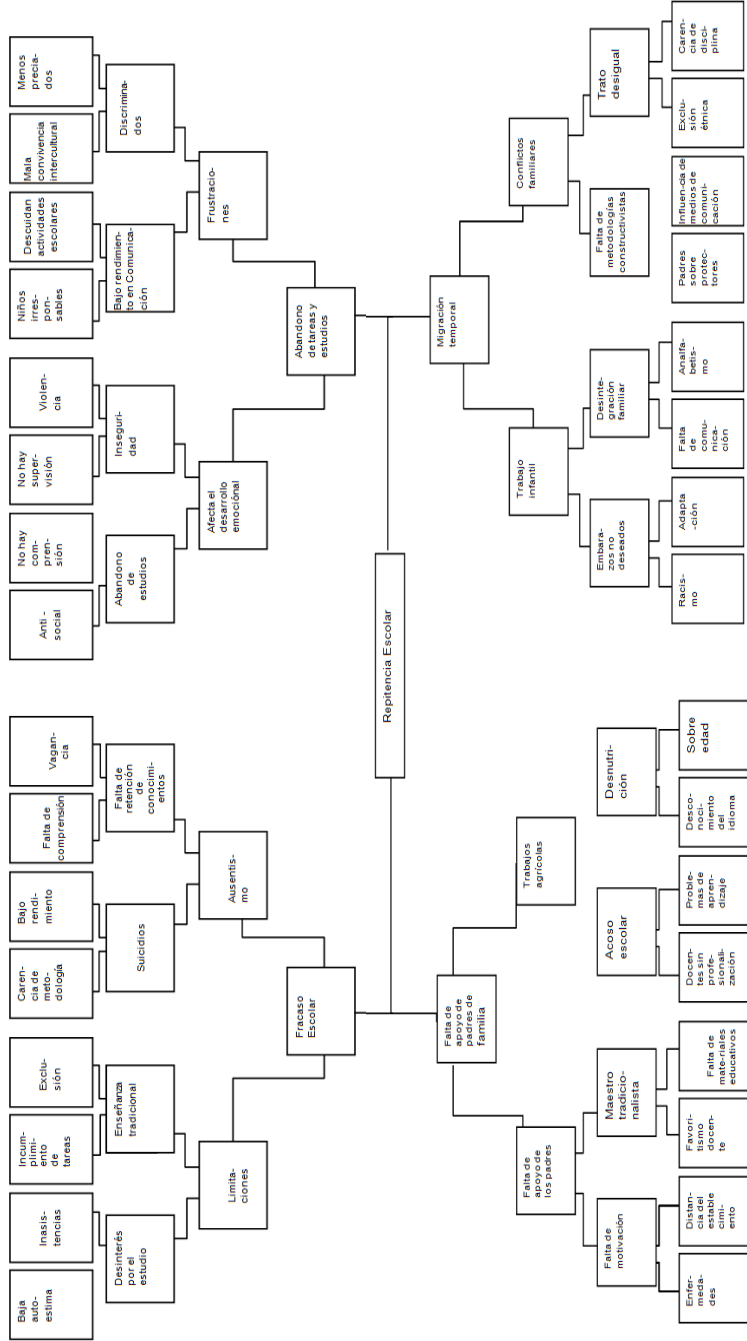 Baja
auto-
estima
Inasis-
tencias
Incum-
plimi-
ento
de
tareas
Exclu-
sión
Caren-
cia de
meto-
dología
Bajo
rendi-
miento
Falta de
comprensión
Vagan-
cia
Anti -
social
No hay
com-
pren-
sión
No hay
super-
visión
Violen-
cia
Niños
irres-
pon-
sables
Descuidan
actividades
escolares
Mala
convivencia
intercultural
Menos
precia-
dos
Desinterés
por el
estudio
Enseñanza
tradicional
Suicidios
Falta de
retención
de
conocimi-
entos
Abandono
de
estudios
Inseguri-
dad
Bajo rendimien-
to en Comunica-
ción
Discrimina-
dos
Limita-
ciones
Ausentis-
mo
Afecta el
desarrollo
emociónal
Frustracio-
nes
Fracaso
Escolar
Abandono
de tareas y
estudios
Repitencia Escolar
Falta de
apoyo de
padres de
familia
Migración
temporal
Falta de
apoyo de
los padres
Trabajos
agrícolas
Trabajo
infantil
Conflictos
familiares
Falta de
motivación
Maestro
tradicio-
nalista
Acoso
escolar
Desnutri-
ción
Embara-
zos no
deseados
Desinte-
gración
familiar
Falta de
metodologías
constructivistas
Trato
desigual
Enfer-
meda-
des
Distan-
cia del
estable
cimi-
ento
Favori-
tismo
docen-
te
Falta de
mate-riales
educativos
Docen-
tes sin
profe-
sionali-
zación
Proble-
mas de
apren-
dizaje
Desco-
noci-
miento
del
idioma
Sobre
edad
Racis-
mo
Adapta
-ción
Falta
de
comu-
nica-
ción
Analfa-
betis-
mo
Padres
sobre
protec-
tores
Influen-cia de
medios de
comuni-
cación
Exclu-
sión
étnica
Caren-
cia de
disci-
plina